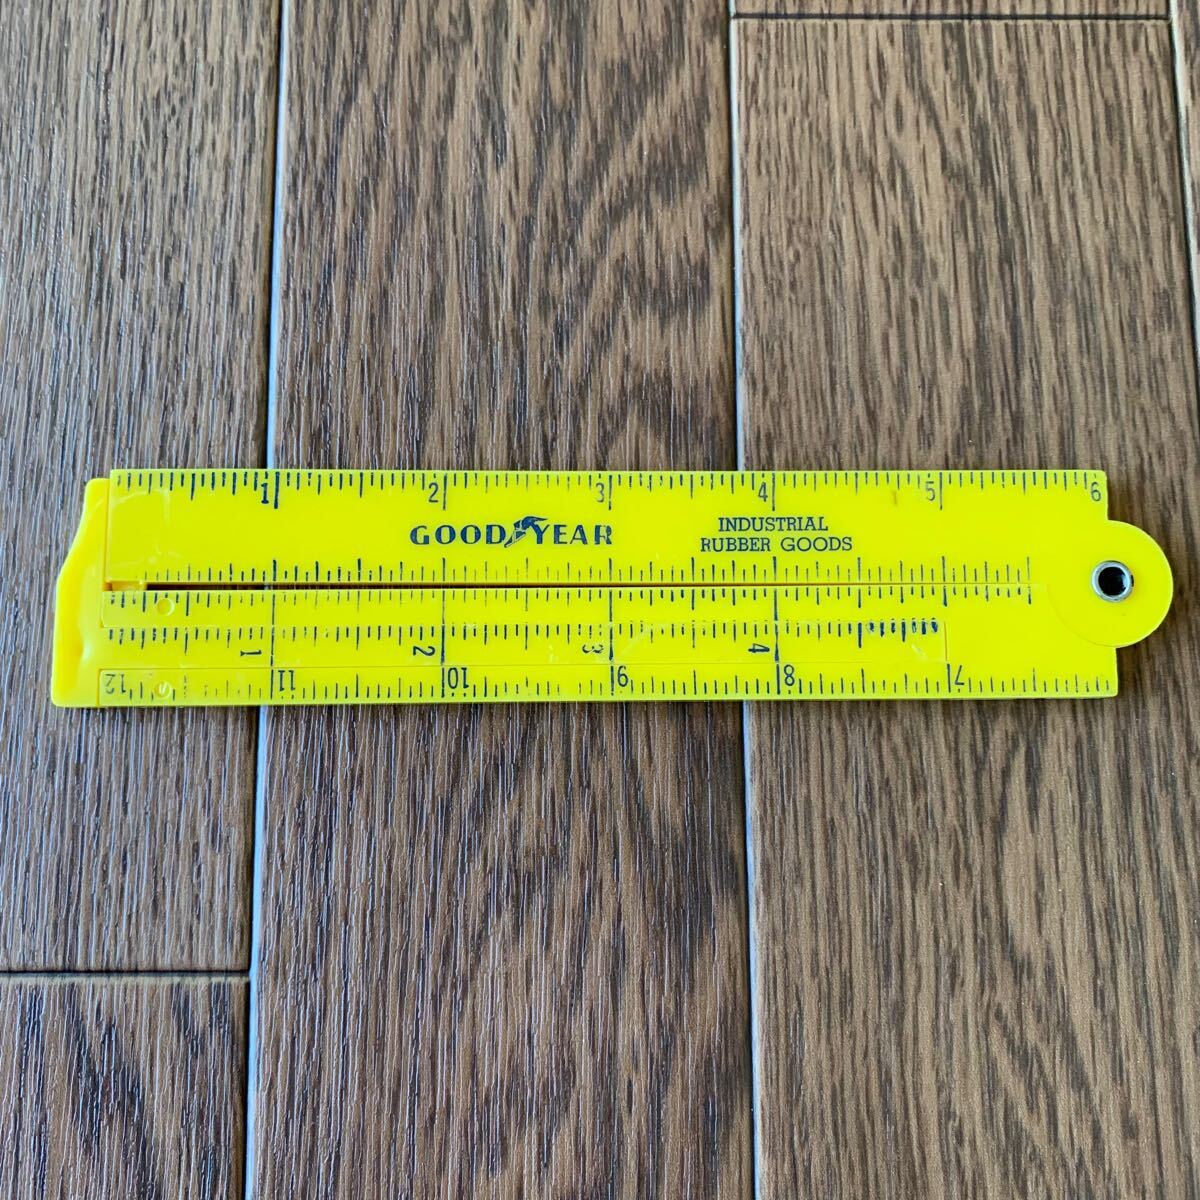 1 2 3 4 5 6
GOODYEAR
INDUSTRIAL
RUBBER GOODS
1 2 3 4
12 11 10 9 8 7